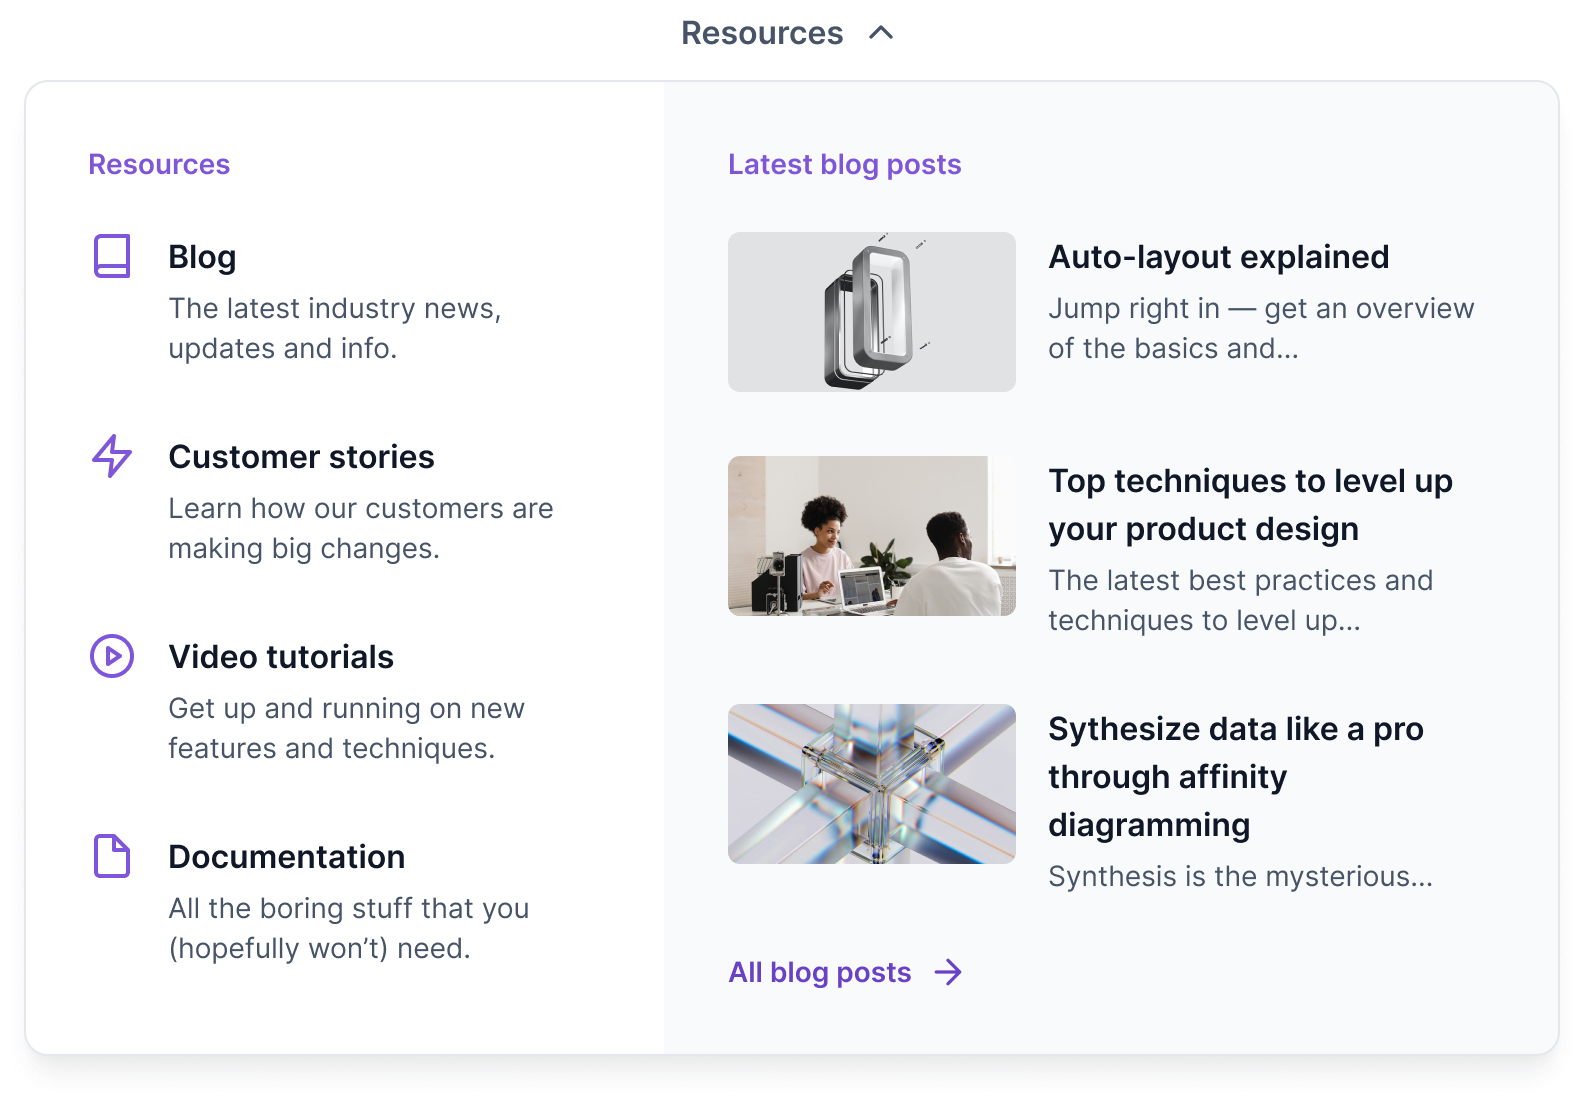 Resources
Resources
Blog
The latest industry news,
updates and info.
Customer stories
Learn how our customers are
making big changes.
Video tutorials
Get up and running on new
features and techniques.
Documentation
All the boring stuff that you
(hopefully won’t) need.
Latest blog posts
Auto-layout explained
Jump right in — get an overview
of the basics and...
Top techniques to level up
your product design
The latest best practices and
techniques to level up...
Sythesize data like a pro
through affinity
diagramming
Synthesis is the mysterious...
All blog posts